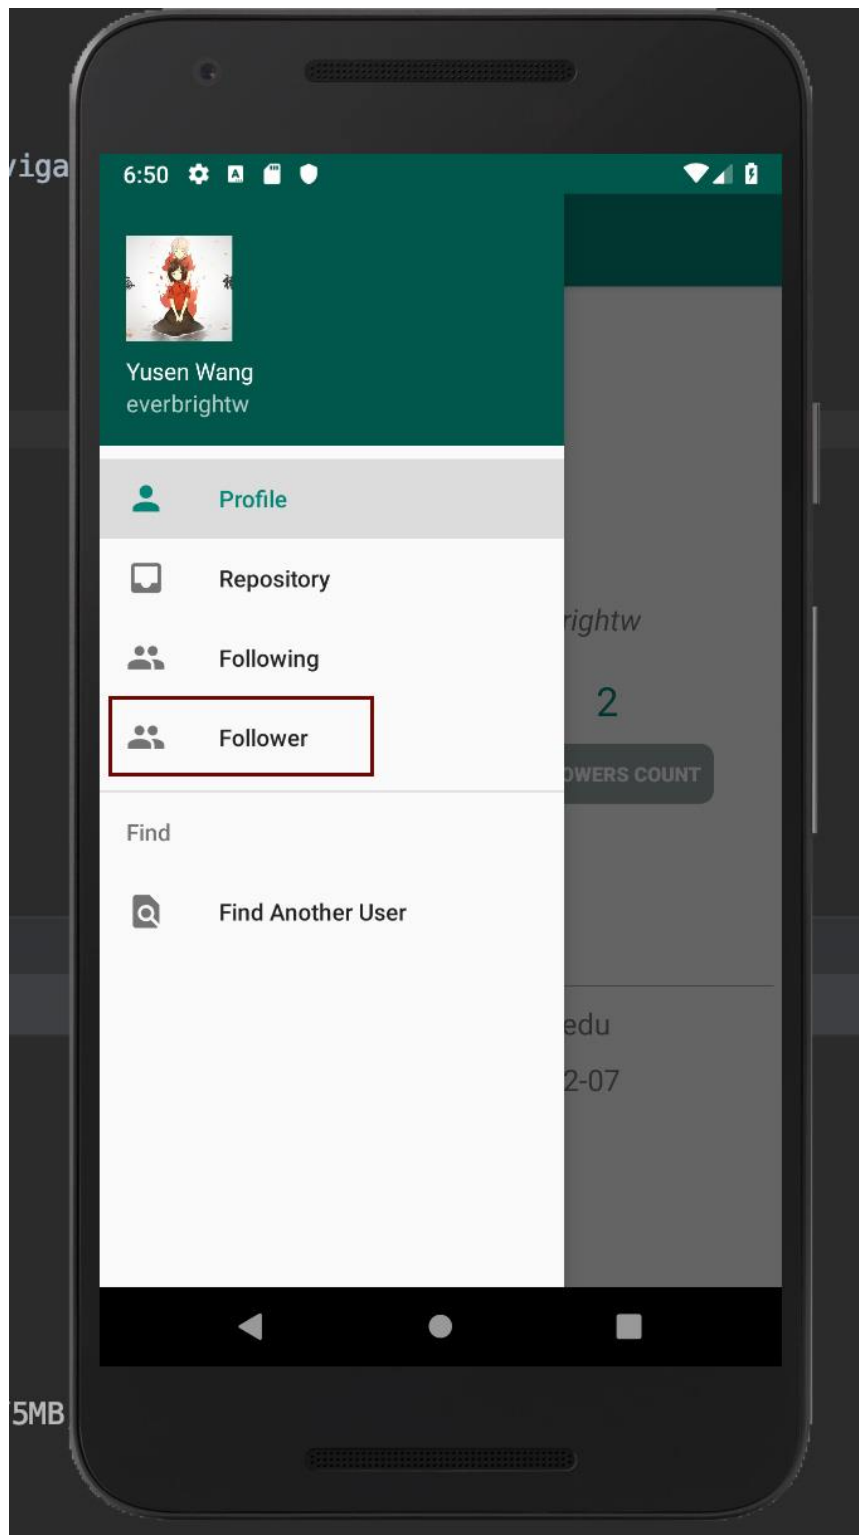 viga
6:50
Yusen Wang
everbrightw
Profile
Repository
Following
rightw
2
Follower
OWERS COUNT
Find
Find Another User
edu
2-07
5MB